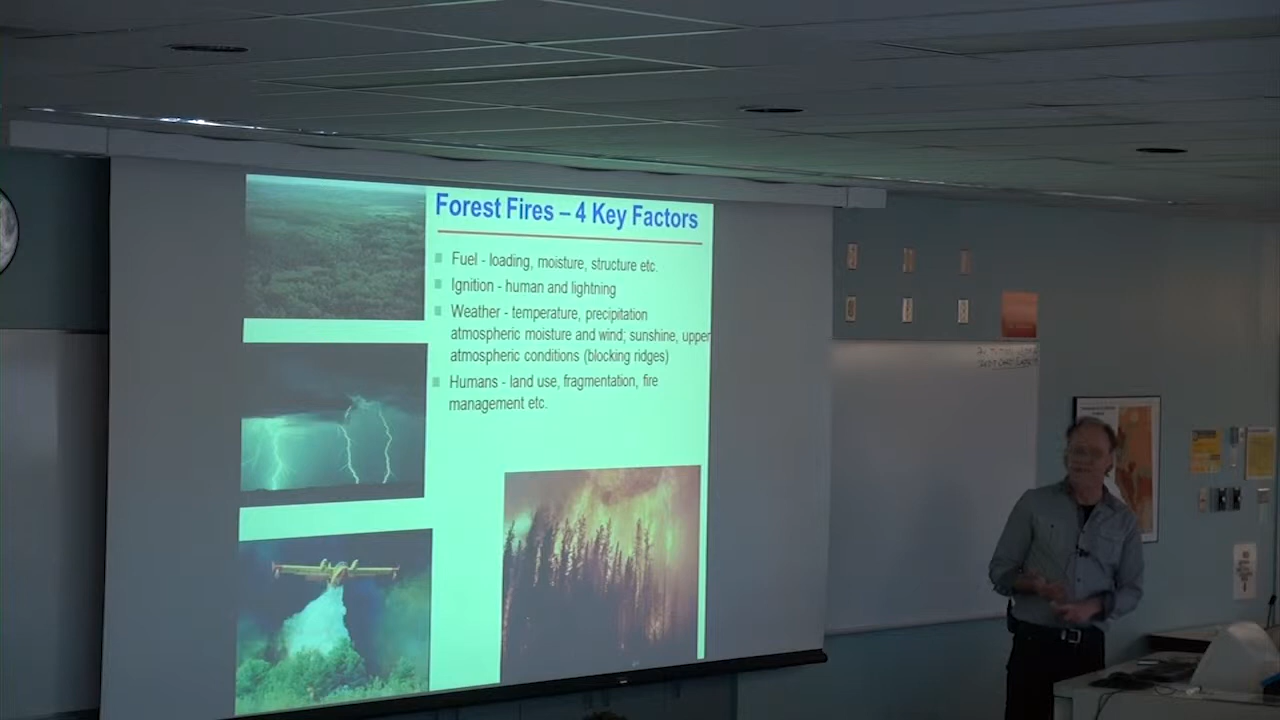 Forest Fires – 4 Key Factors
Fuel - loading, moisture, structure etc.
Ignition - human and lightning
Weather - temperature, precipitation
atmospheric moisture and wind; sunshine, upper
atmospheric conditions (blocking ridges)
Humans - land use, fragmentation, fire
management etc.